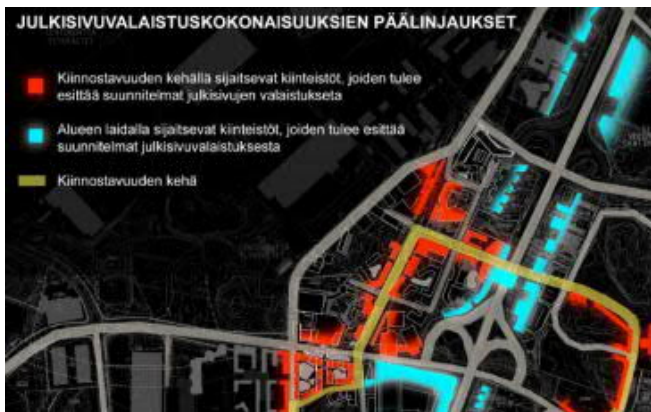 JULKISIVUVALAISTUSKOKONAISUUKSIEN PÄÄLINJAUKSET
Kiinnostavuuden kehällä sijaitsevat kiinteistöt, joiden tulee
esittää suunnitelmat julkisivujen valaistukseta
Alueen laidalla sijaitsevat kiinteistöt, joiden tulee esittää
suunnitelmat julkisivuvalaistuksesta
Kiinnostavuuden kehä